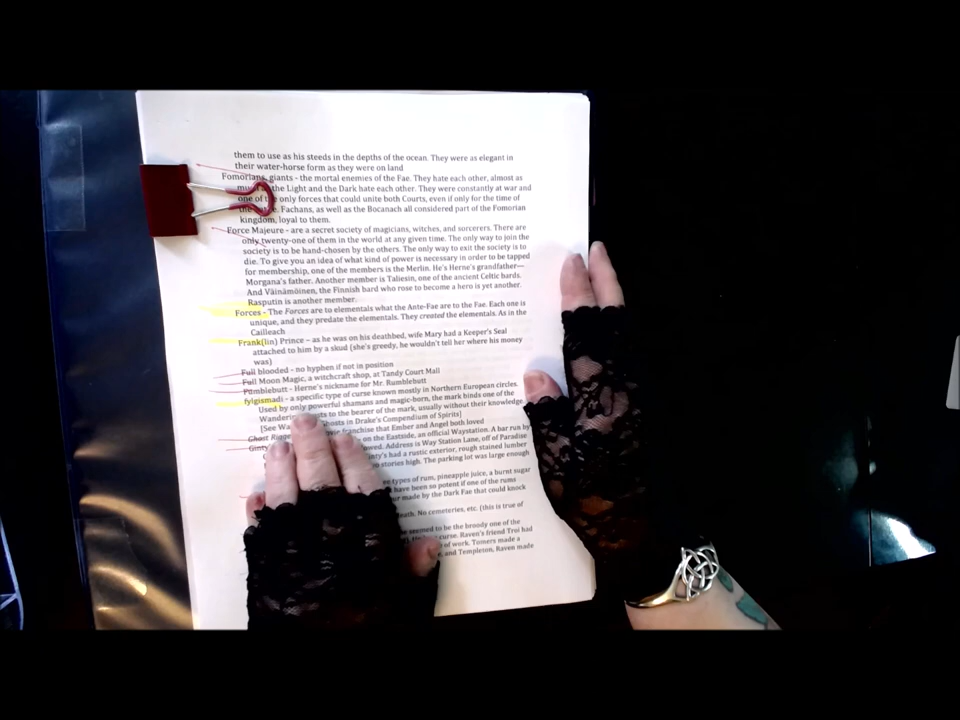 them to use as his steeds in the depths of the ocean. They were as elegant in
their water-horse form as they were on land
Fomorians, giants - the mortal enemies of the Fae. They hate each other, almost as
the Light and the Dark hate each other. They were constantly at war and
one of the only forces that could unite both Courts, even if only for the time of
Fachans, as well as the Bocanach all considered part of the Fomorian
kingdom, loyal to them.
Force Majeure - are a secret society of magicians, witches, and sorcerers. There are
only twenty-one of them in the world at any given time. The only way to join the
society is to be hand-chosen by the others. The only way to exit the society is to
die. To give you an idea of what kind of power is necessary in order to be tapped
for membership, one of the members is the Merlin. He's Herne's grandfather—
Morgana's father. Another member is Taliesin, one of the ancient Celtic bards.
And Väinämöinen, the Finnish bard who rose to become a hero is yet another.
Rasputin is another member.
Forces - The Forces are to elementals what the Ante-Fae are to the Fae. Each one is
unique, and they predate the elementals. They created the elementals. As in the
Cailleach
Frank(lin) Prince – as he was on his deathbed, wife Mary had a Keeper's Seal
attached to him by a skud (she's greedy, he wouldn't tell her where his money
was)
Full blooded - no hyphen if not in position
Full Moon Magic, a witchcraft shop, at Tandy Court Mall
Fumblebutt - Herne's nickname for Mr. Rumblebutt
fylgismadi - a specific type of curse known mostly in Northern European circles.
Used by only powerful shamans and magic-born, the mark binds one of the
to the bearer of the mark, usually without their knowledge.
[See Ghosts in Drake's Compendium of Spirits]
Ghost franchise that Ember and Angel both loved
on the Eastside, an official Waystation. A bar run by
Address is Way Station Lane, off of Paradise
had a rustic exterior, rough stained lumber
stories high. The parking lot was large enough
types of rum, pineapple juice, a burnt sugar
have been so potent if one of the rums
made by the Dark Fae that could knock
No cemeteries, etc. (this is true of
seemed to be the broody one of the
curse. Raven's friend Trei had
of work. Tomers made a
and Templeton. Raven made